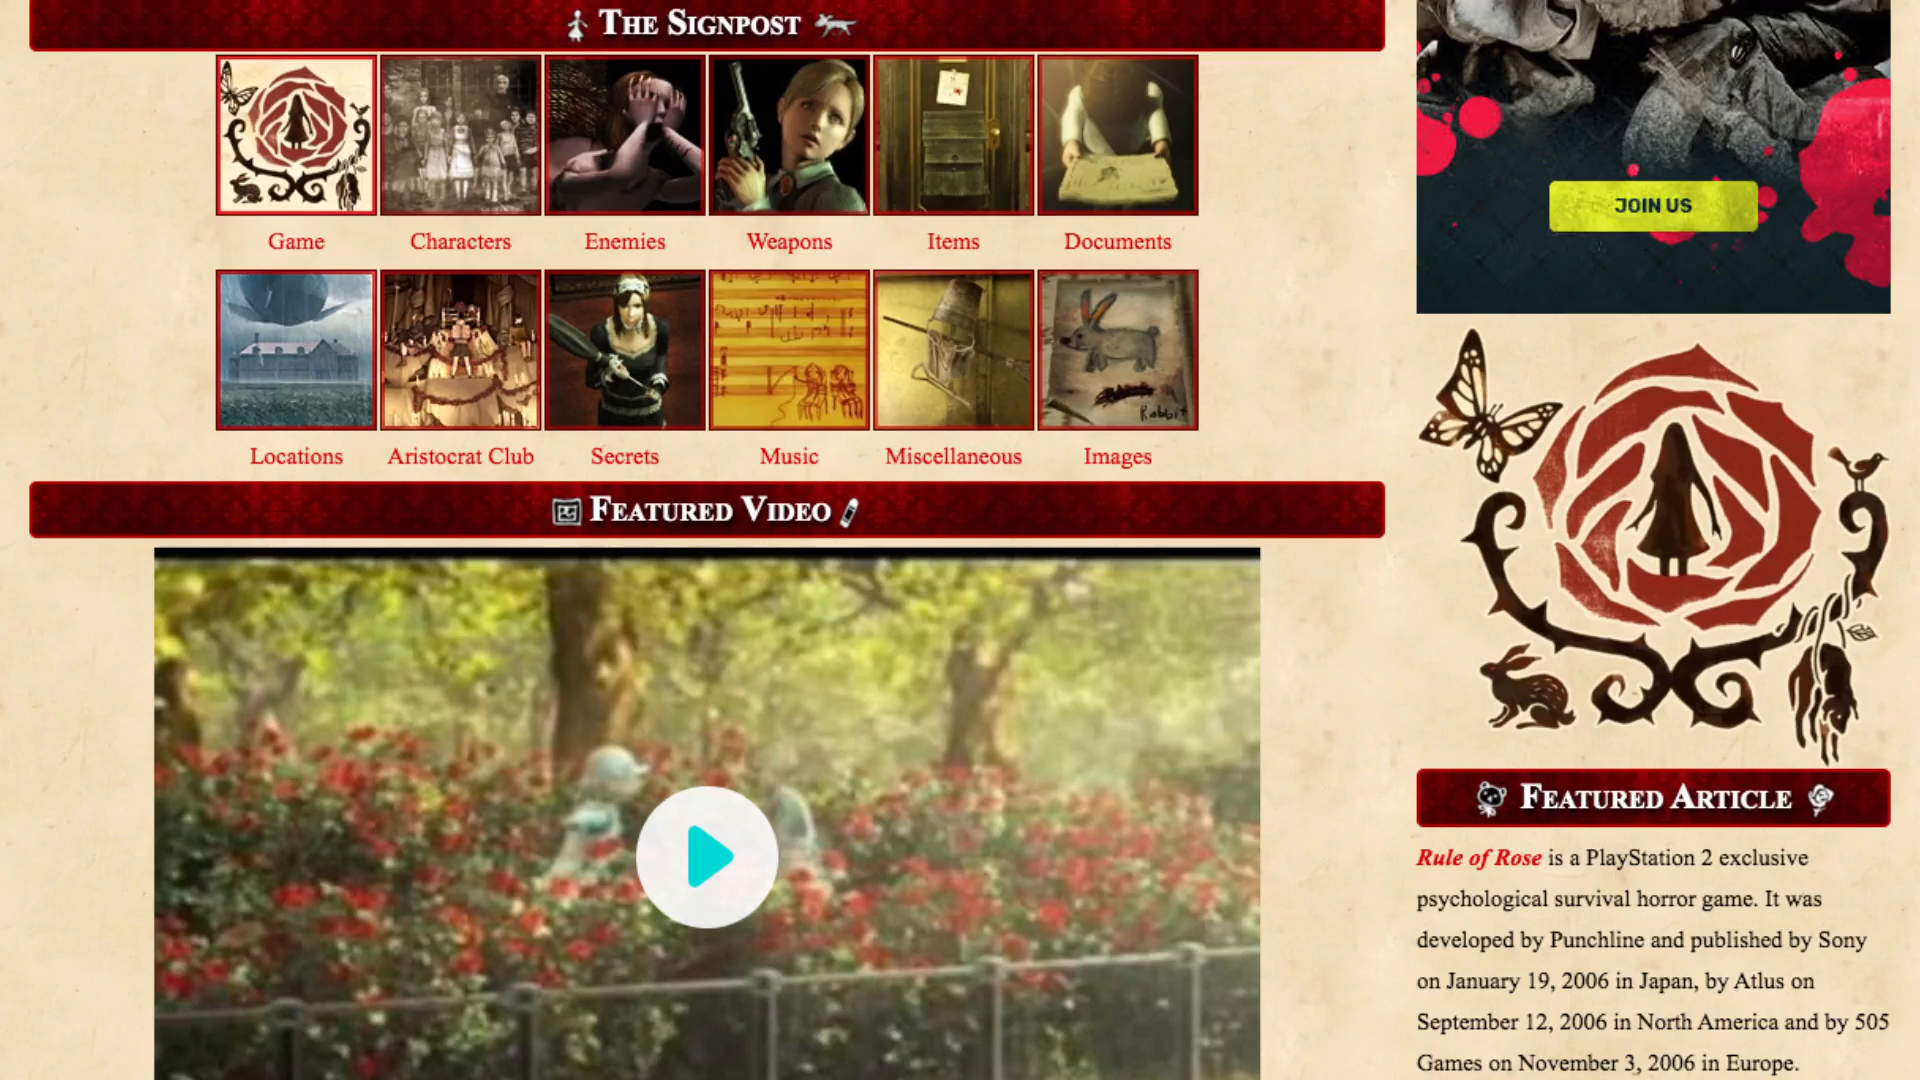 The Signpost
Game
Characters
Enemies
Weapons
Items
Documents
Locations
Aristocrat Club
Secrets
Music
Rabbit
Miscellaneous
Images
Featured Video
JOIN US
Featured Article
Rule of Rose is a PlayStation 2 exclusive
psychological survival horror game. It was
developed by Punchline and published by Sony
on January 19, 2006 in Japan, by Atlus on
September 12, 2006 in North America and by 505
Games on November 3, 2006 in Europe.